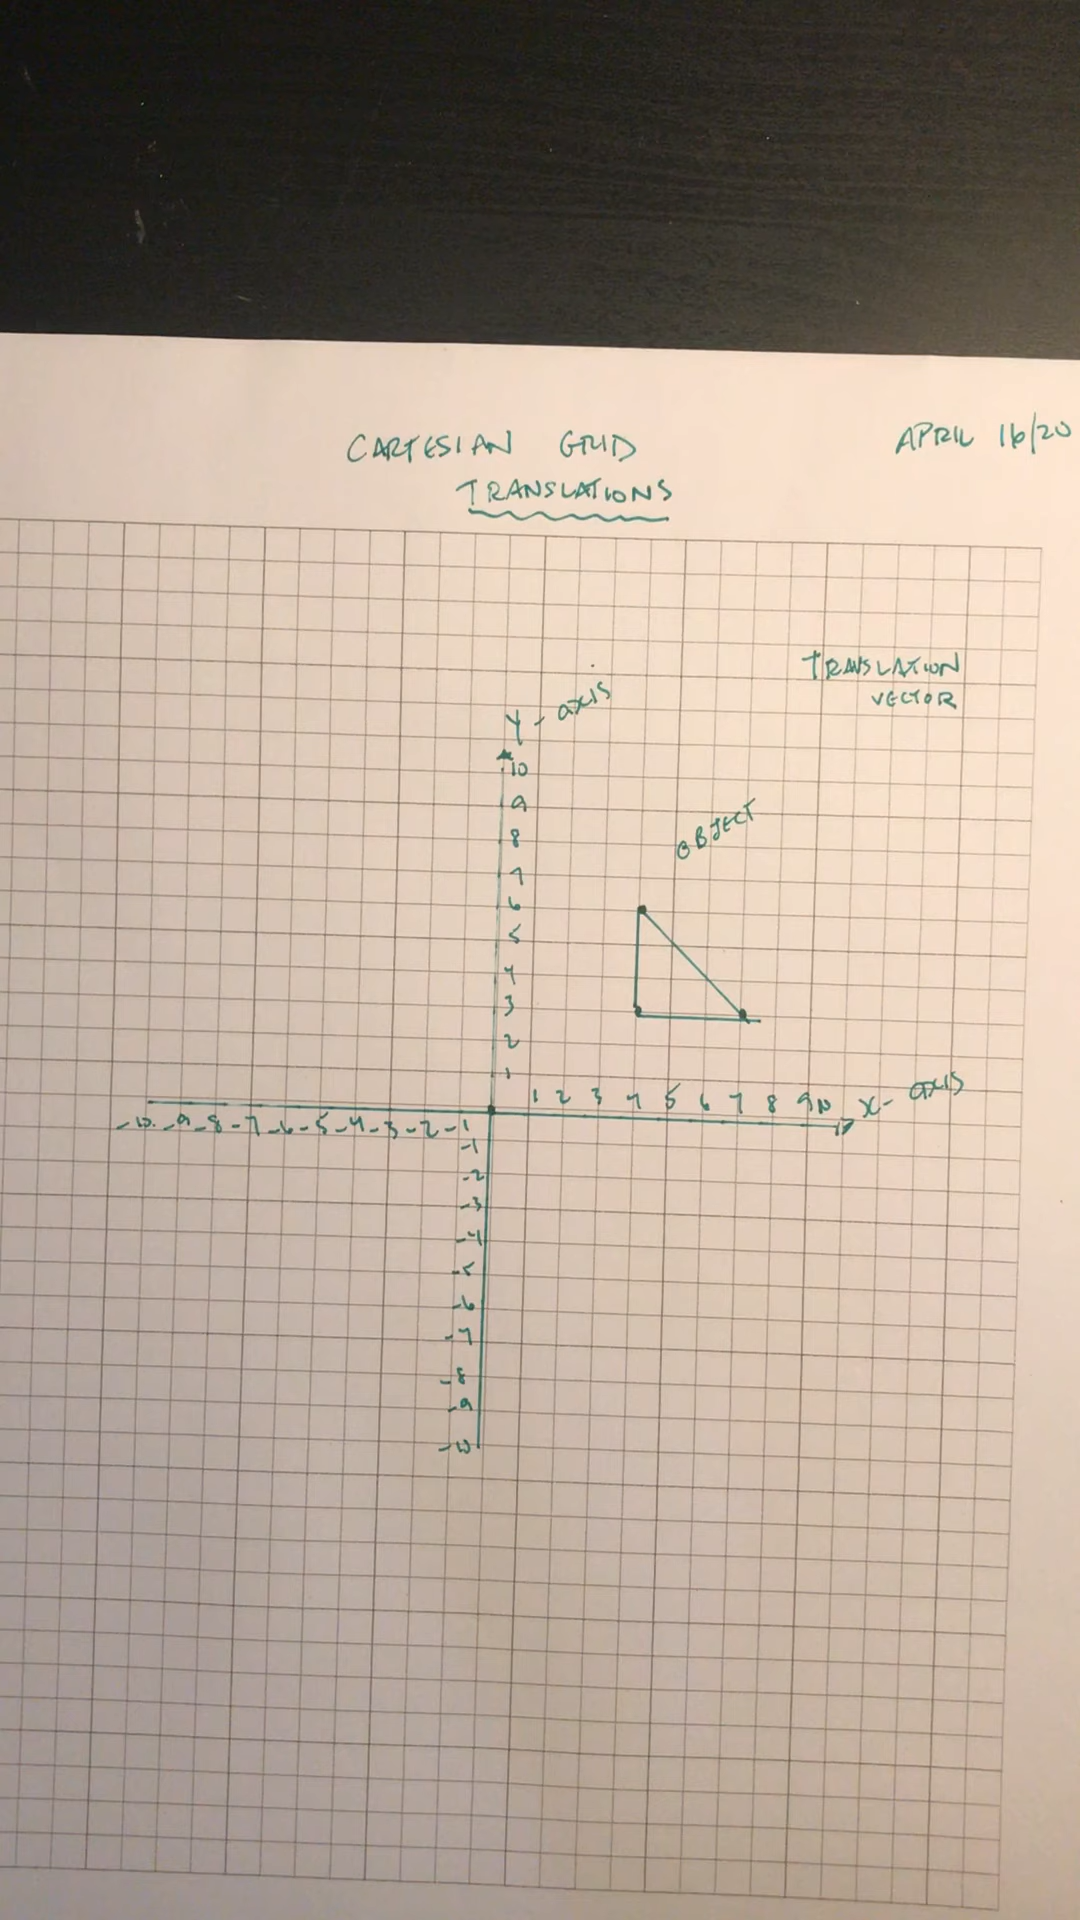 CARTESIAN GRID
APRIL 16/20
TRANSLATIONS
TRANSLATION
VECTOR
Y - axis
10
9
8
7
6
5
4
3
2
1
OBJECT
1 2 3 4 5 6 7 8 9 10 x- axis
-10 -9 -8 -7 -6 -5 -4 -3 -2 -1
-1
-2
-3
-4
-5
-6
-7
-8
-9
-10